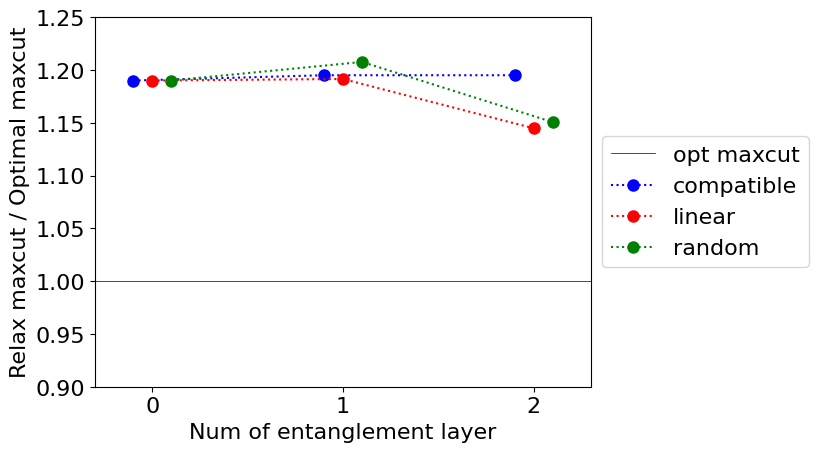 Relax maxcut / Optimal maxcut
1.25
1.20
1.15
1.10
1.05
1.00
0.95
0.90
0
1
2
Num of entanglement layer
opt maxcut
compatible
linear
random